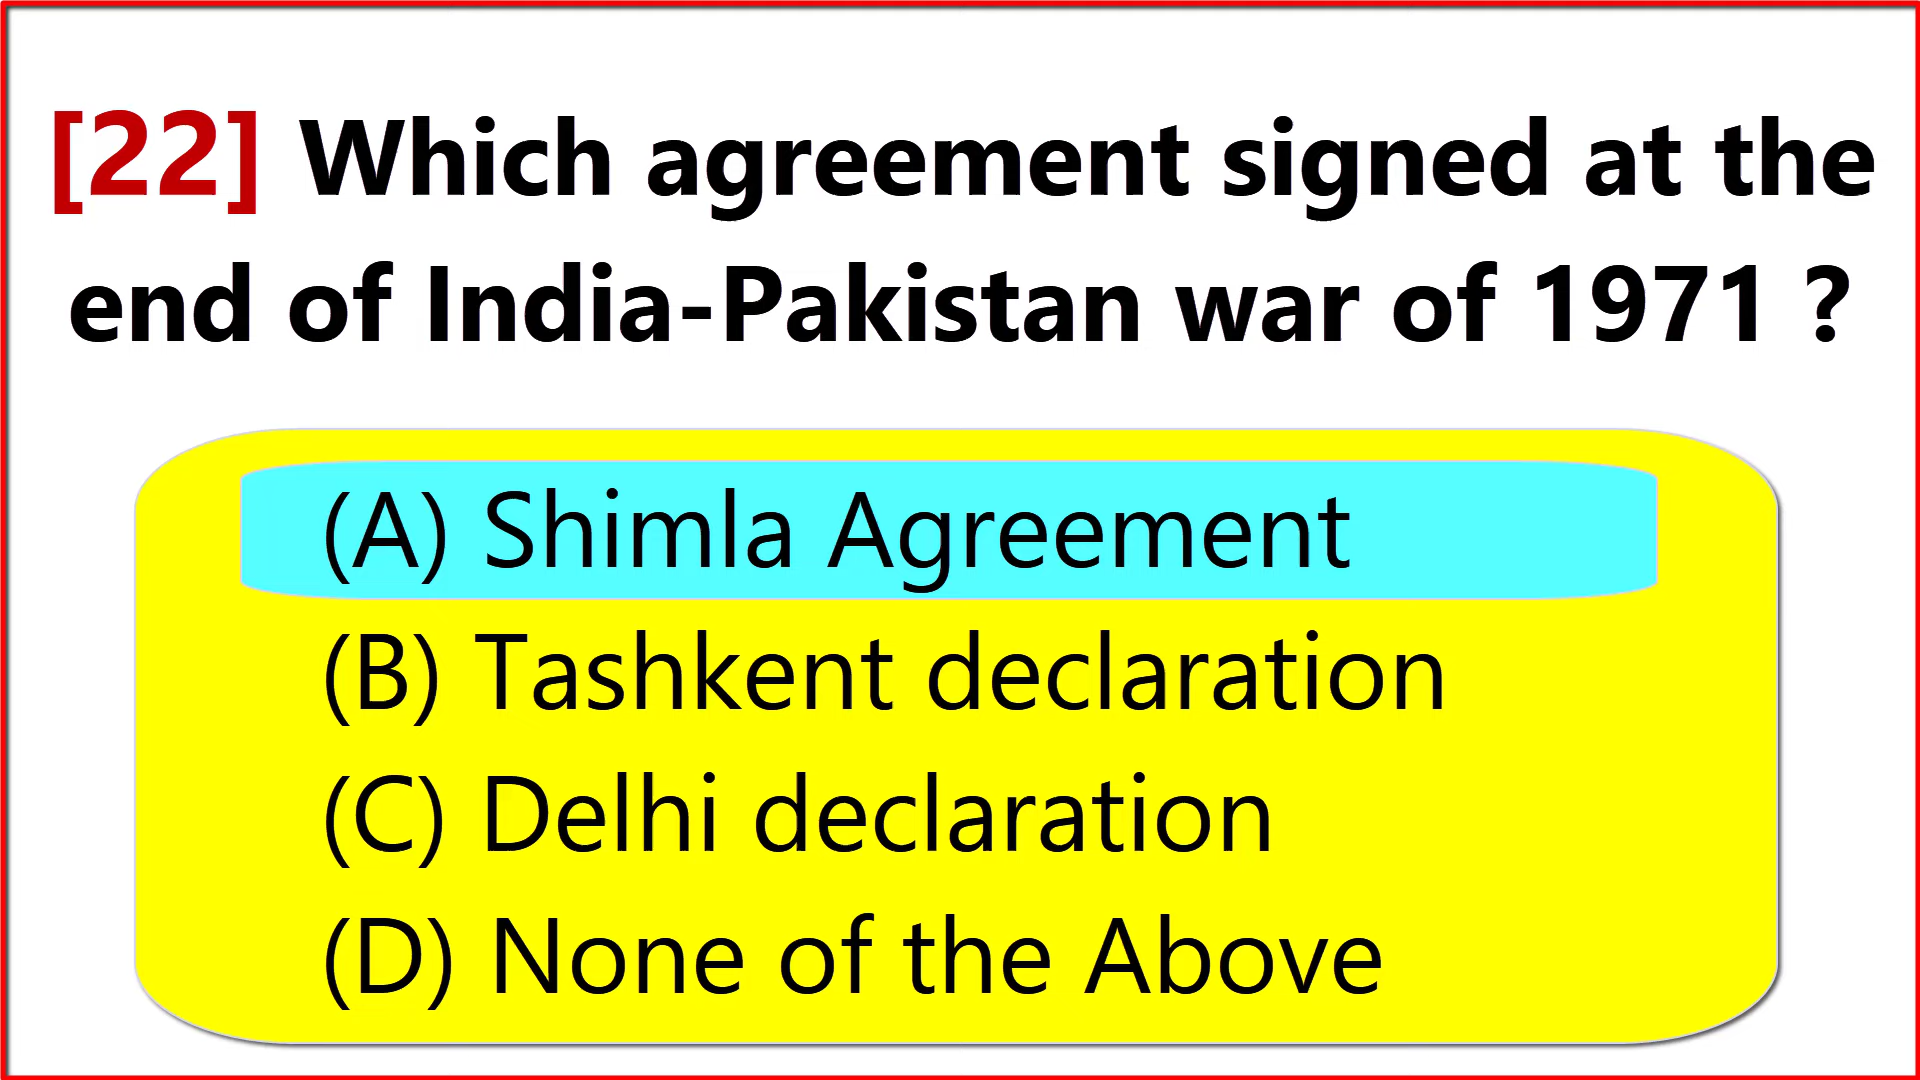 [22] Which agreement signed at the
end of India-Pakistan war of 1971 ?
(A) Shimla Agreement
(B) Tashkent declaration
(C) Delhi declaration
(D) None of the Above